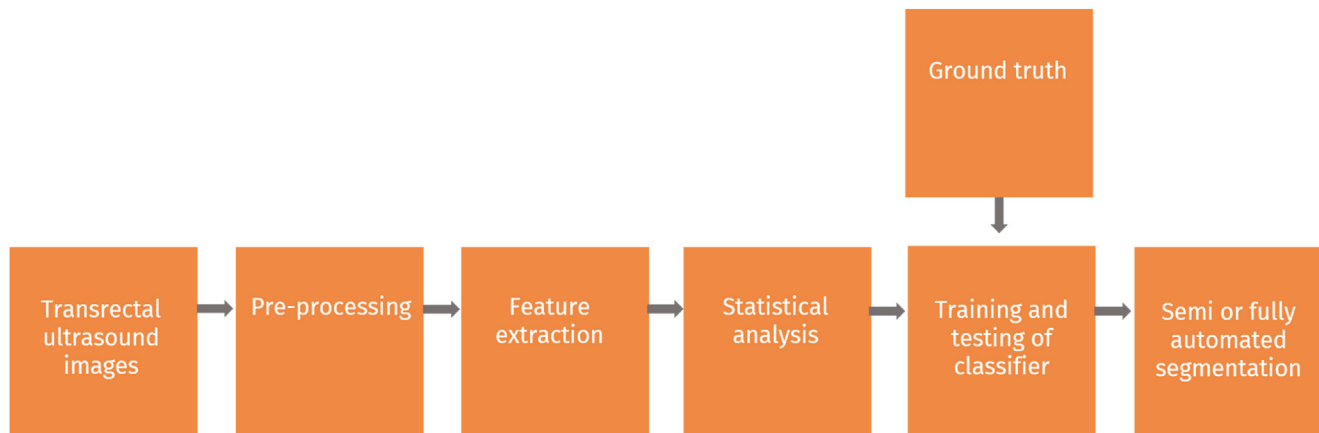 Ground truth
Transrectal
ultrasound
images
Pre-processing
Feature
extraction
Statistical
analysis
Training and
testing of
classifier
Semi or fully
automated
segmentation